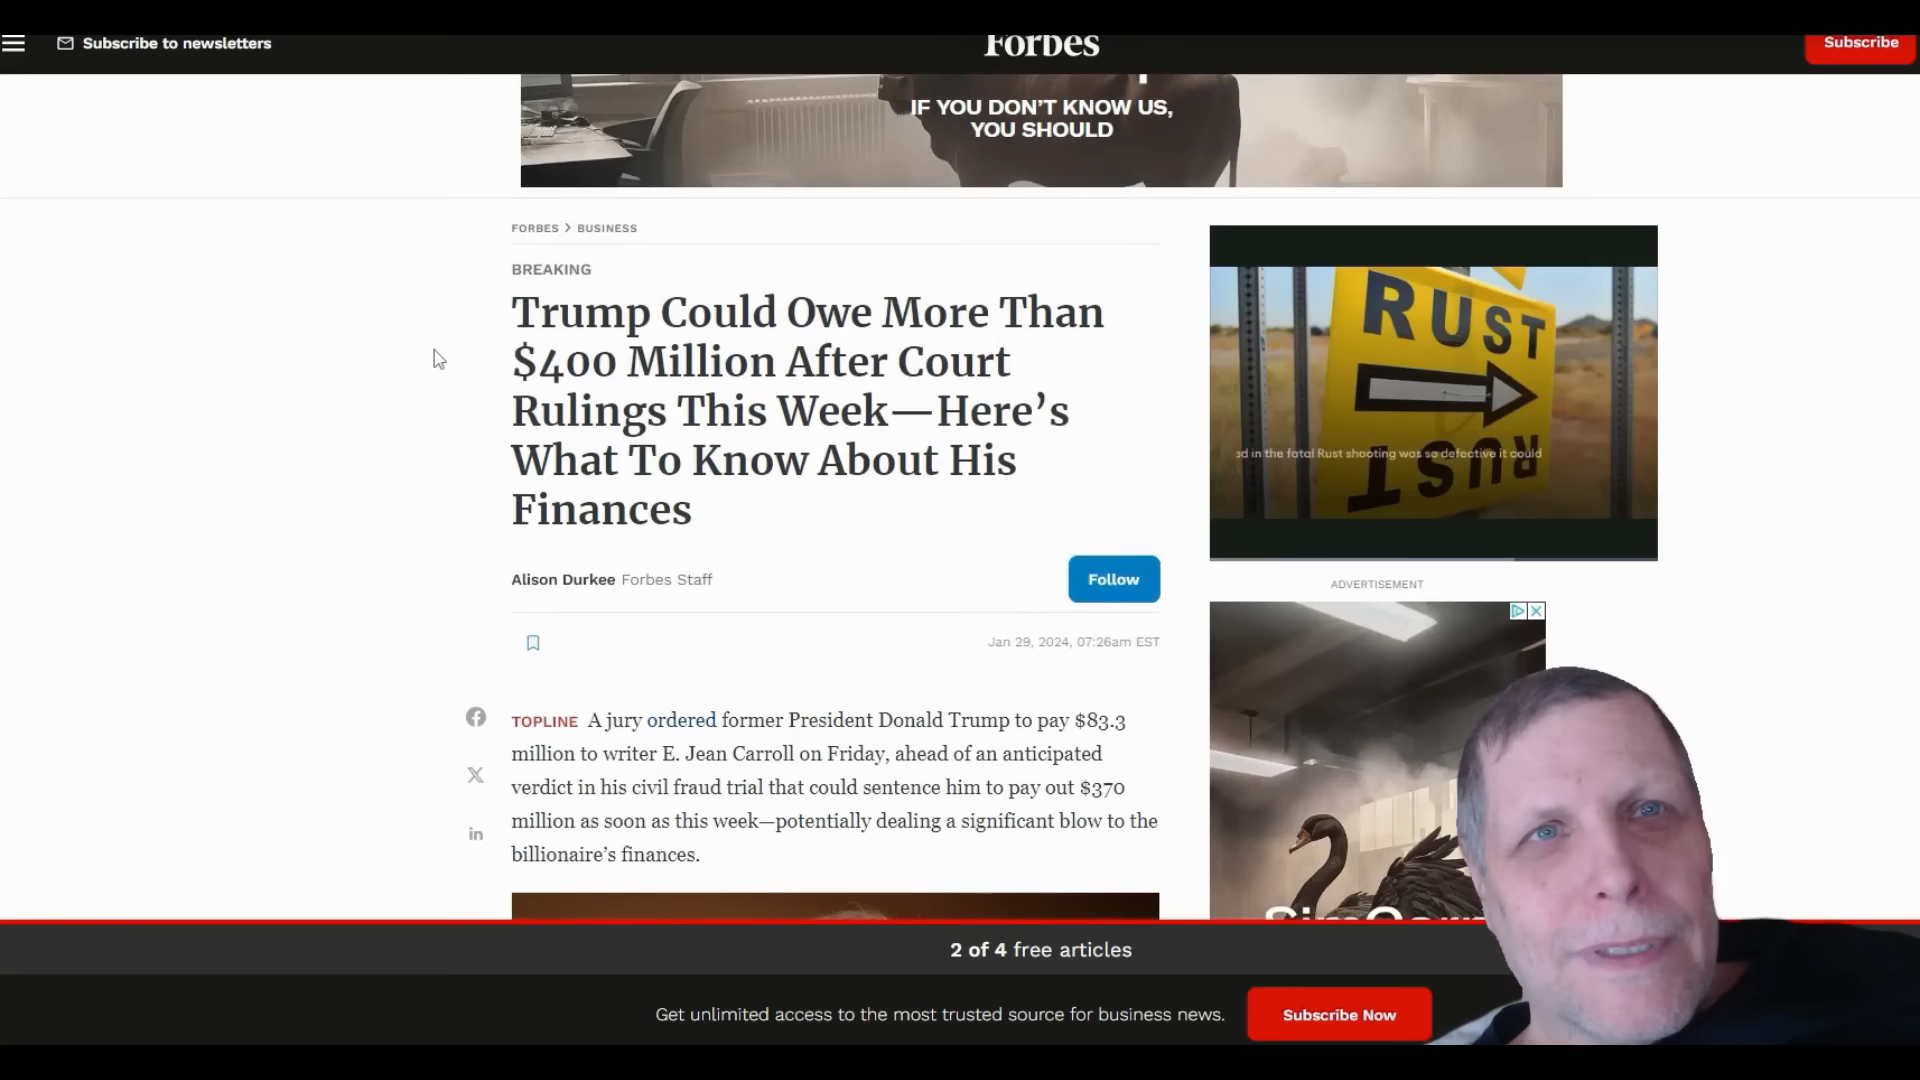 Subscribe to newsletters
Forbes
Subscribe
IF YOU DON'T KNOW US,
YOU SHOULD
FORBES > BUSINESS
BREAKING
Trump Could Owe More Than
$400 Million After Court
Rulings This Week—Here's
What To Know About His
Finances
Alison Durkee Forbes Staff
Follow
Jan 29, 2024, 07:26am EST
TOPLINE A jury ordered former President Donald Trump to pay $83.3
million to writer E. Jean Carroll on Friday, ahead of an anticipated
verdict in his civil fraud trial that could sentence him to pay out $370
million as soon as this week—potentially dealing a significant blow to the
billionaire's finances.
RUST
in the fatal Rust shooting was so defective it could
RUST
ADVERTISEMENT
2 of 4 free articles
Get unlimited access to the most trusted source for business news.
Subscribe Now